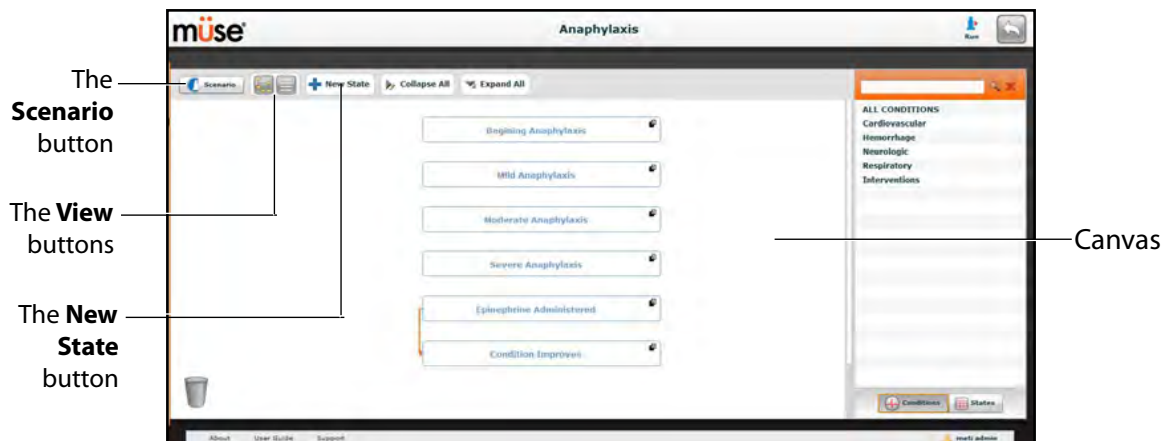 müse
Anaphylaxis
Run
The
Scenario
button
The View
buttons
The New
State
button
Scenario
New State
Collapse All
Expand All
Begining Anaphylaxis
Mild Anaphylaxis
Moderate Anaphylaxis
Severe Anaphylaxis
Epinephrine Administered
Condition Improves
ALL CONDITIONS
Cardiovascular
Hemorrhage
Neurologic
Respiratory
Interventions
Canvas
Conditions
States
About User Guide Support
meti admin